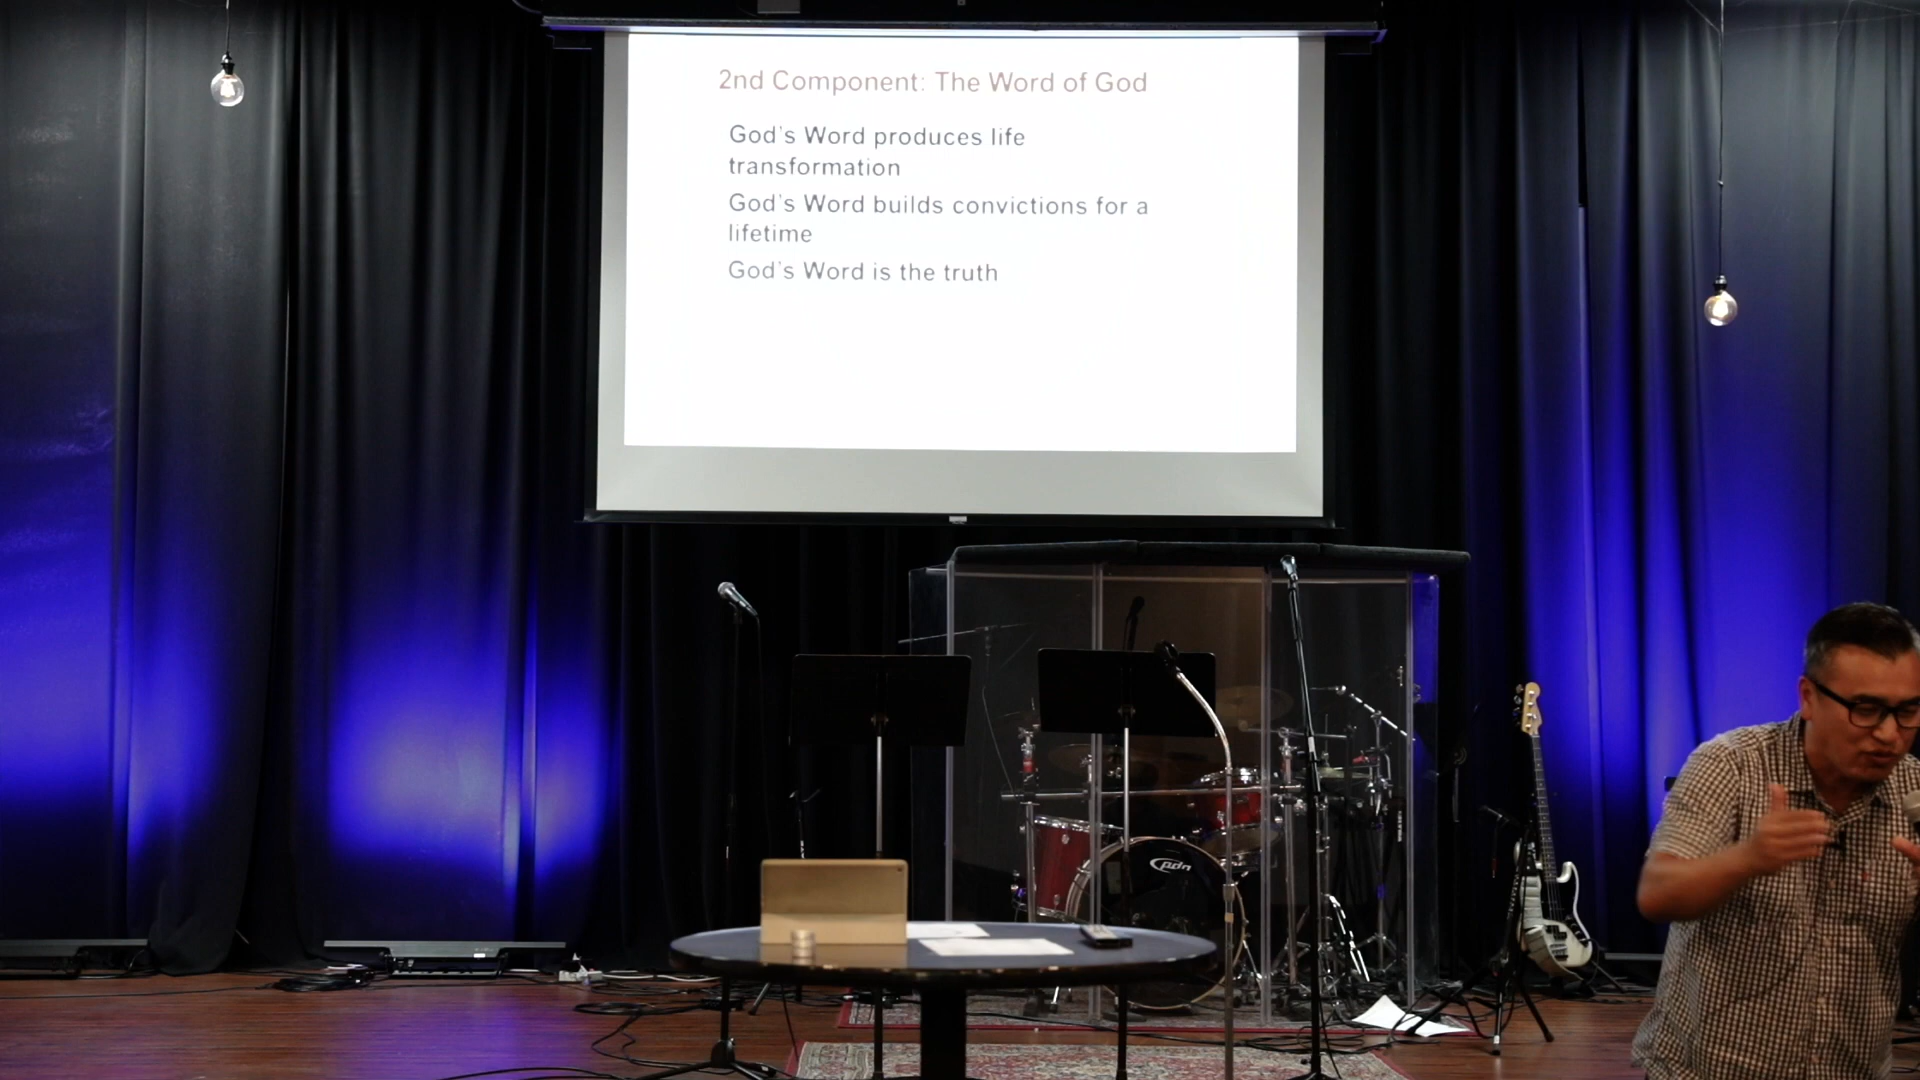 2nd Component: The Word of God
God's Word produces life
transformation
God's Word builds convictions for a
lifetime
God's Word is the truth
pdp